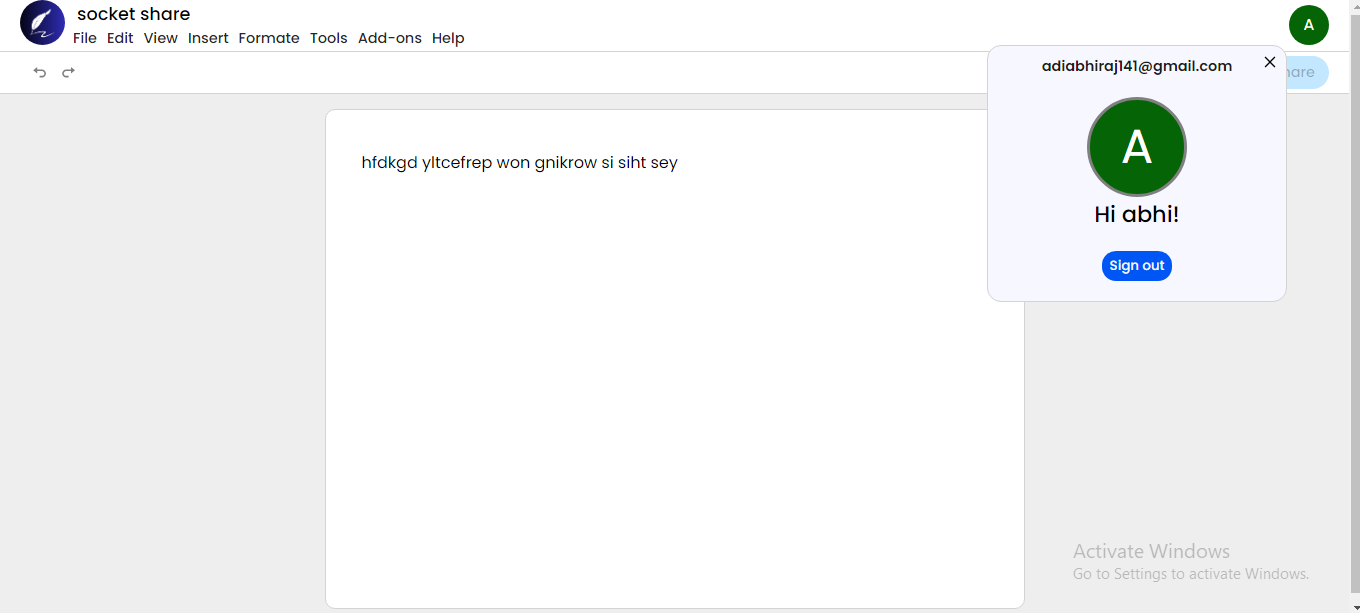 socket share
File Edit View Insert Formate Tools Add-ons Help
A
adiabhiraj141@gmail.com
hare
A
Hi abhi!
Sign out
hfdkgd yltcefrep won gnikrow si siht sey
Activate Windows
Go to Settings to activate Windows.